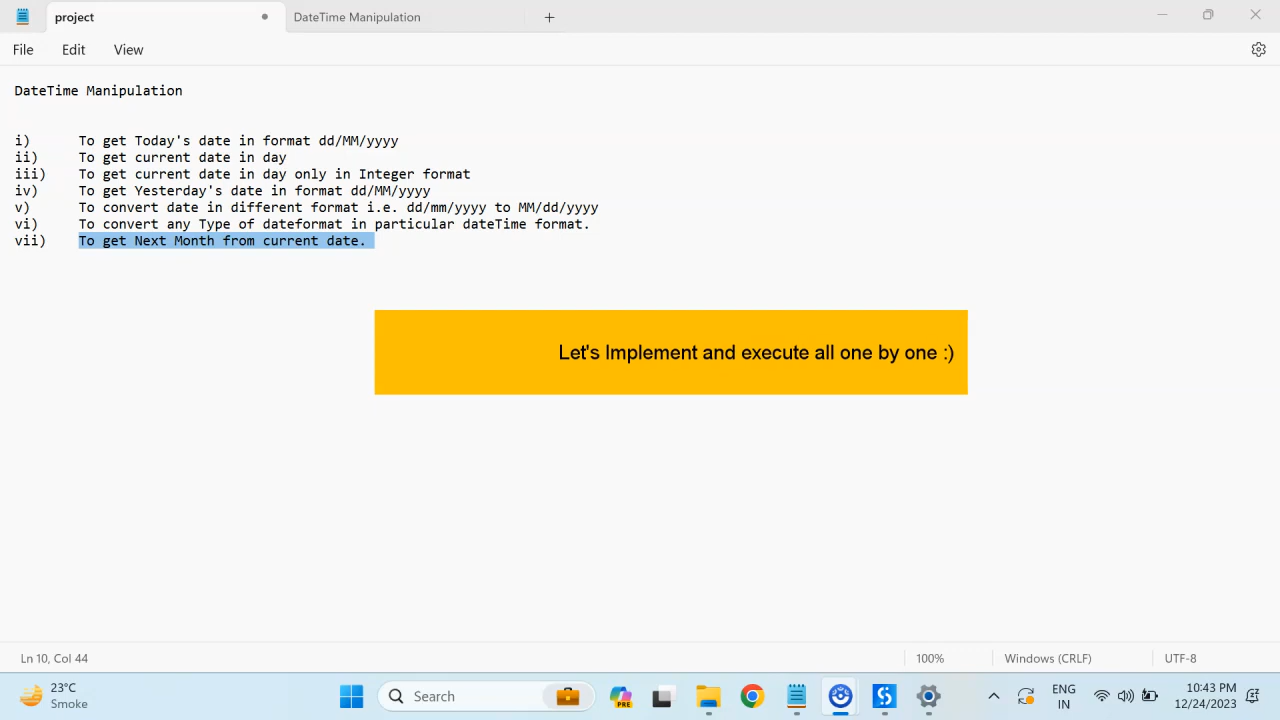 project
DateTime Manipulation
File
Edit
View
DateTime Manipulation
i) To get Today's date in format dd/MM/yyyy
ii) To get current date in day
iii) To get current date in day only in Integer format
iv) To get Yesterday's date in format dd/MM/yyyy
v) To convert date in different format i.e. dd/mm/yyyy to MM/dd/yyyy
vi) To convert any Type of dateformat in particular dateTime format.
vii) To get Next Month from current date.
Let's Implement and execute all one by one :)
Ln 10, Col 44
100%
Windows (CRLF)
UTF-8
23°C
Smoke
Search
PRE
ENG
IN
10:43 PM
12/24/2023